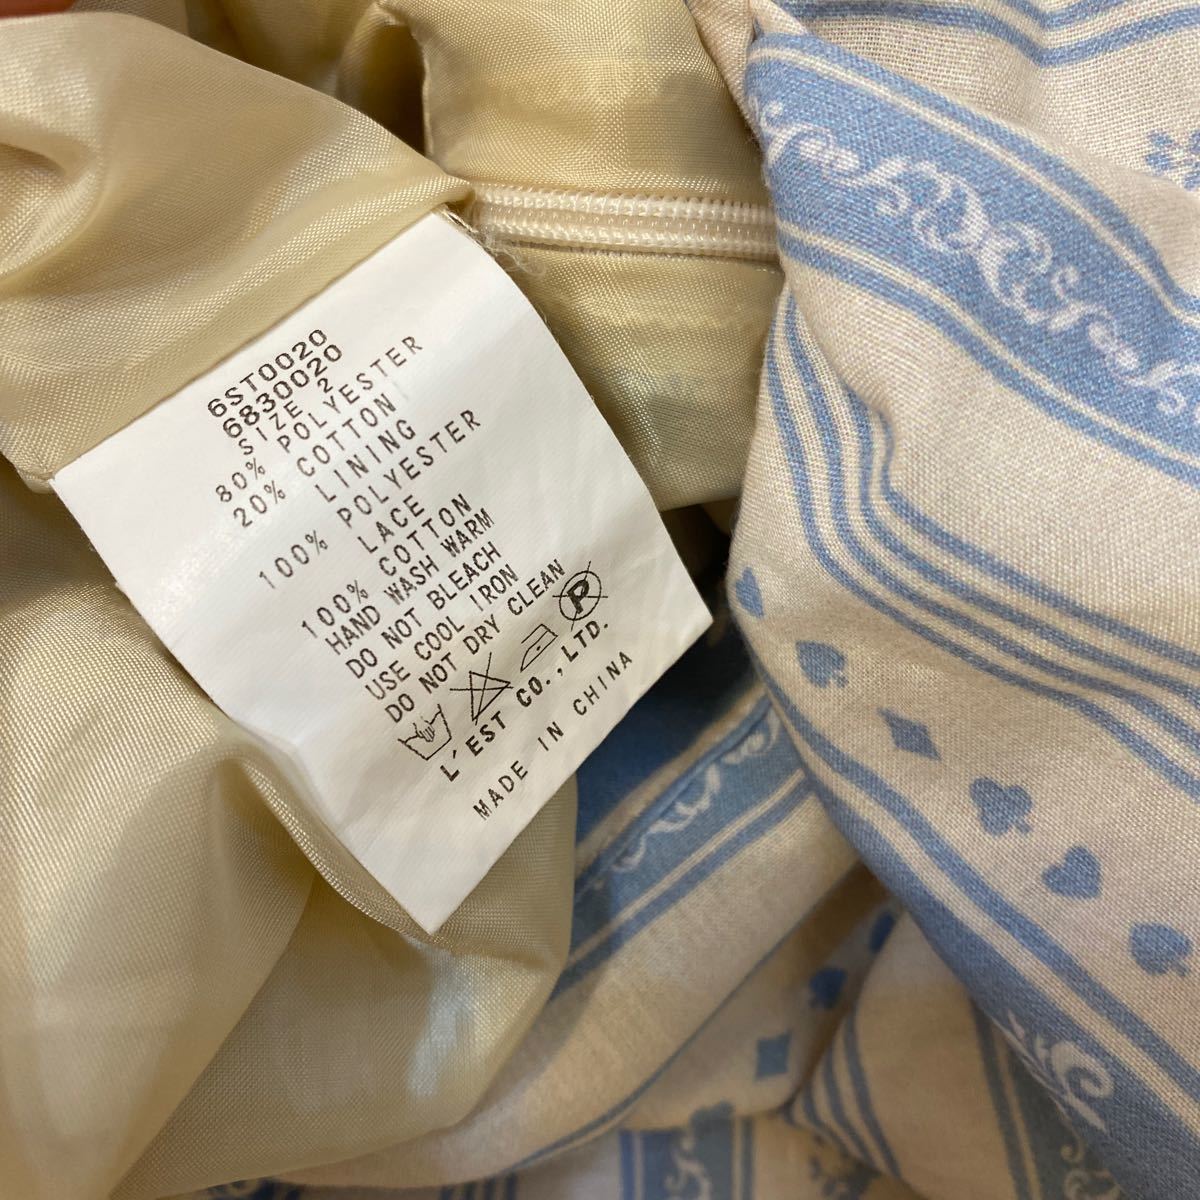 6ST0020
6830020
SIZE 2
80% POLYESTER
20% COTTON
LINING
100% POLYESTER
LACE
100% COTTON
HAND WASH WARM
DO NOT BLEACH
USE COOL IRON
DO NOT DRY CLEAN
P
L'EST CO.,LTD.
MADE IN CHINA